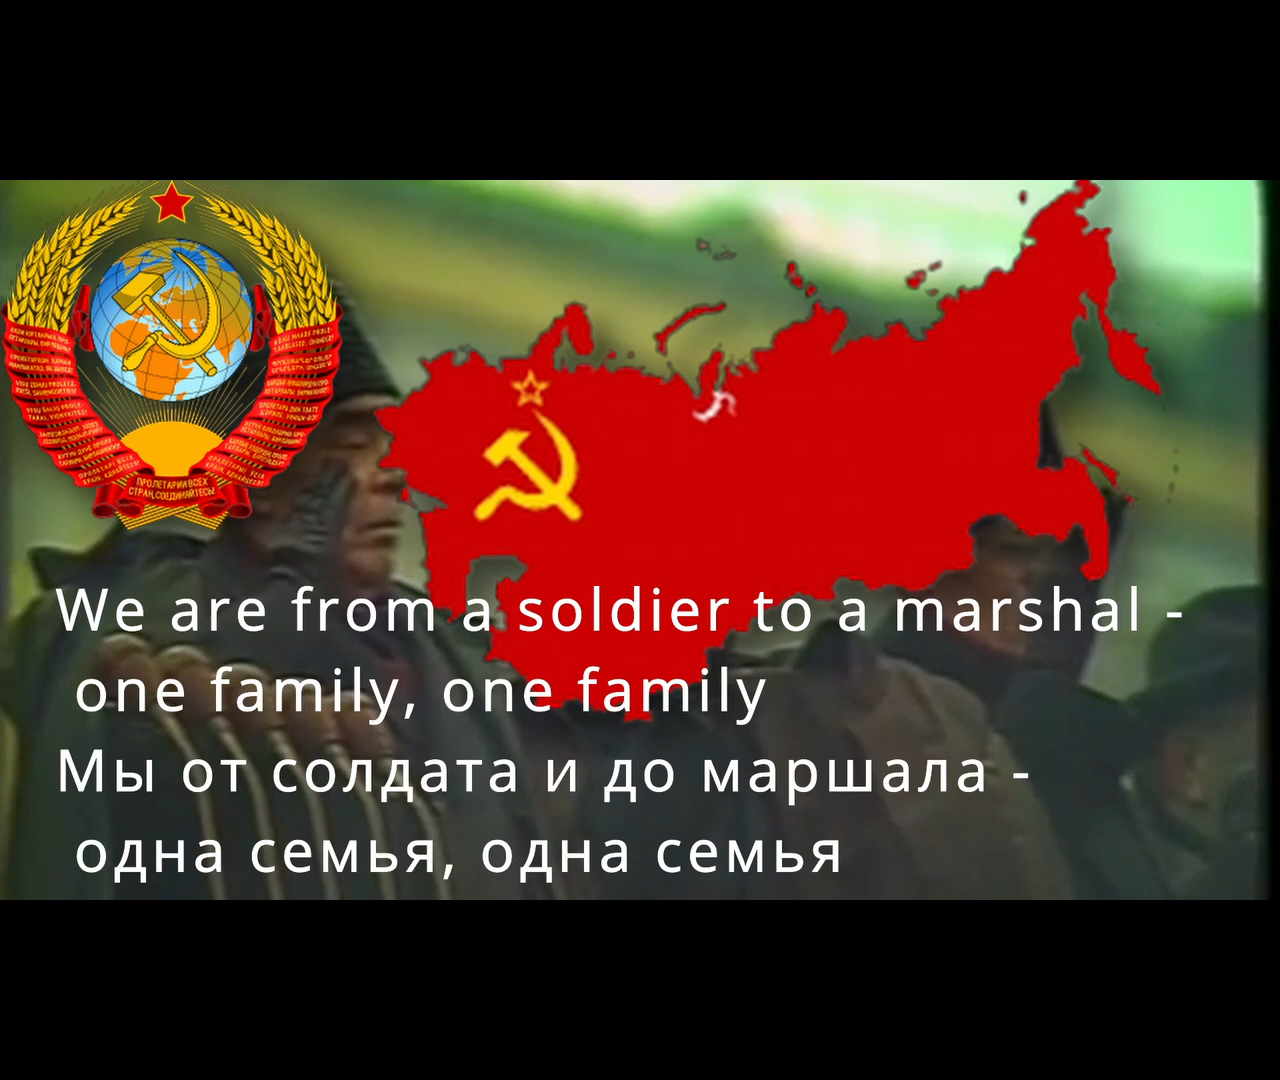 ПРОЛЕТАРИИ ВСЕХ
СТРАН, СОЕДИНЯЙТЕСЬ!
We are from a soldier to a marshal -
one family, one family
Мы от солдата и до маршала -
одна семья, одна семья